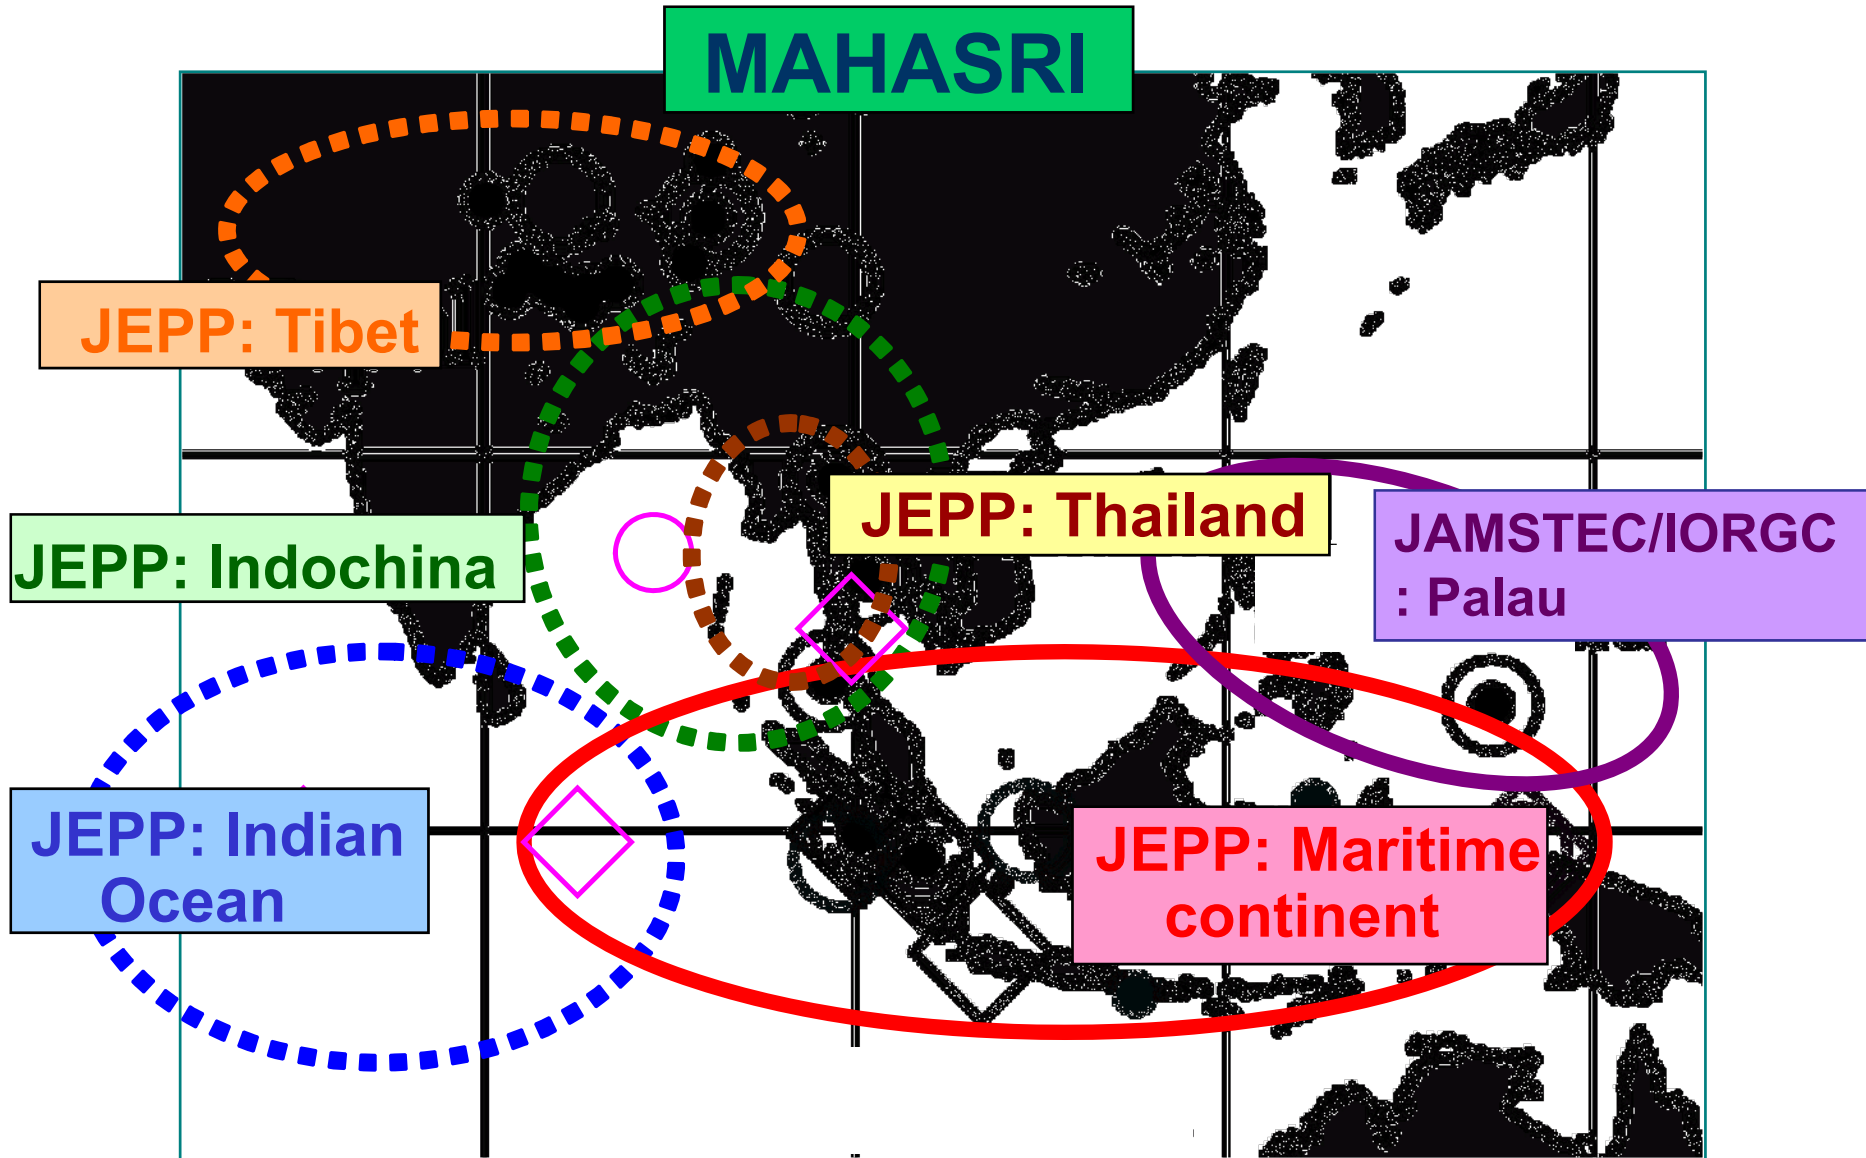 MAHASRI
JEPP: Tibet
JEPP: Thailand
JAMSTEC/IORGC
: Palau
JEPP: Indochina
JEPP: Indian
Ocean
JEPP: Maritime
continent